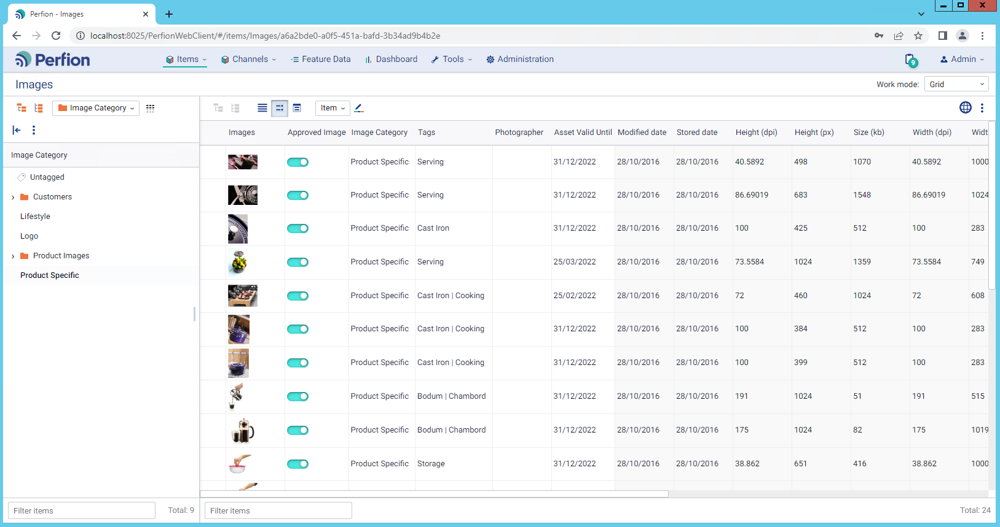 Perfion - Images
localhost:8025/PerfionWebClient/#/items/Images/a6a2bde0-a0f5-451a-bafd-3b34ad9b4b2e
Perfion Items Channels Feature Data Dashboard Tools Administration 9 Admin
Images Work mode: Grid
Image Category Item
Images Approved Image Image Category Tags Photographer Asset Valid Until Modified date Stored date Height (dpi) Height (px) Size (kb) Width (dpi) Widt
Image Category
Untagged
Customers
Lifestyle
Logo
Product Images
Product Specific
Product Specific Serving 31/12/2022 28/10/2016 28/10/2016 40.5892 498 1070 40.5892 1000
Product Specific Serving 31/12/2022 28/10/2016 28/10/2016 86.69019 683 1548 86.69019 1024
Product Specific Cast Iron 31/12/2022 28/10/2016 28/10/2016 100 425 512 100 283
Product Specific Serving 25/03/2022 28/10/2016 28/10/2016 73.5584 1024 1359 73.5584 749
Product Specific Cast Iron | Cooking 25/02/2022 28/10/2016 28/10/2016 72 460 1024 72 608
Product Specific Cast Iron | Cooking 31/12/2022 28/10/2016 28/10/2016 100 384 512 100 283
Product Specific Cast Iron | Cooking 31/12/2022 28/10/2016 28/10/2016 100 399 512 100 283
Product Specific Bodum | Chambord 31/12/2022 28/10/2016 28/10/2016 191 1024 51 191 515
Product Specific Bodum | Chambord 31/12/2022 28/10/2016 28/10/2016 175 1024 82 175 1019
Product Specific Storage 31/12/2022 28/10/2016 28/10/2016 38.862 651 416 38.862 1000
Filter items Total: 9 Filter items Total: 24